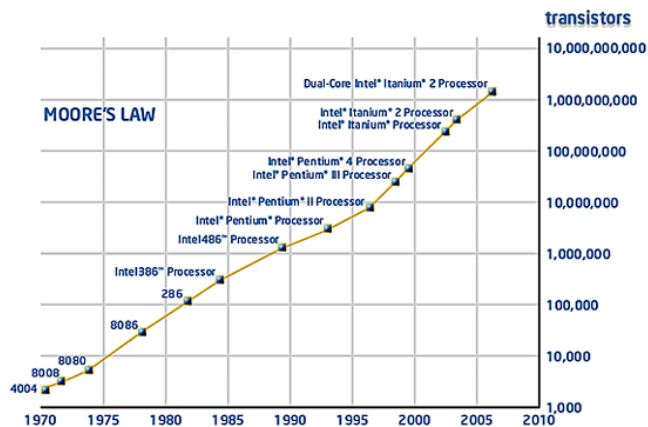 transistors
10,000,000,000
Dual-Core Intel® Itanium® 2 Processor
1,000,000,000
MOORE'S LAW
Intel® Itanium® 2 Processor
Intel® Itanium® Processor
100,000,000
Intel® Pentium® 4 Processor
Intel® Pentium® III Processor
10,000,000
Intel® Pentium® II Processor
Intel® Pentium® Processor
Intel486™ Processor
1,000,000
Intel386™ Processor
286
100,000
8086
8080
10,000
8008
4004
1,000
1970 1975 1980 1985 1990 1995 2000 2005 2010